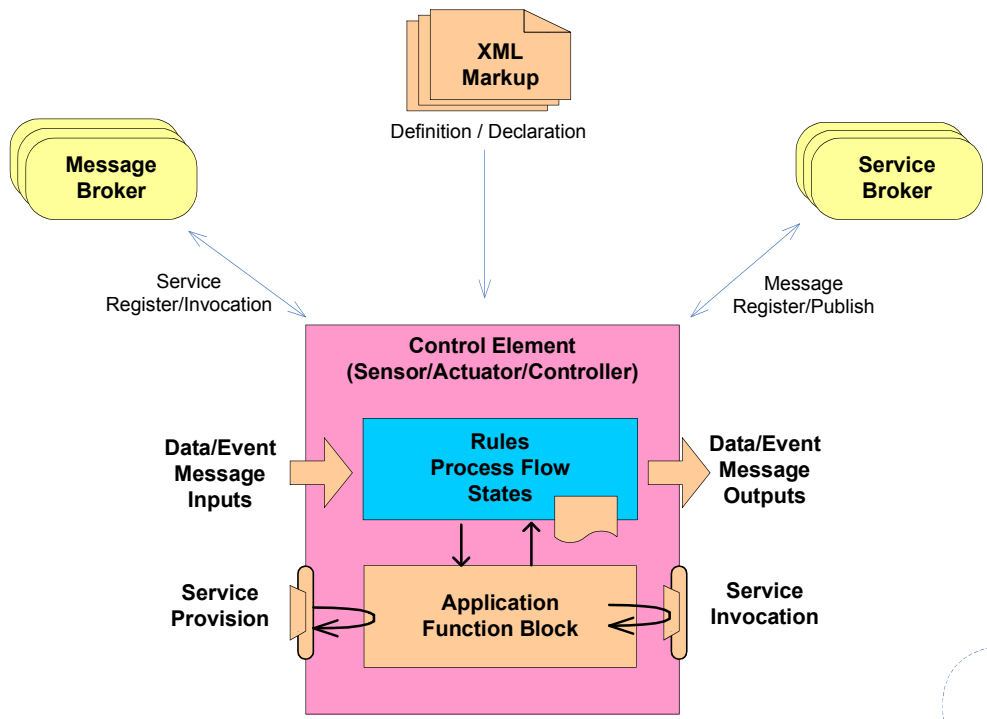 XML
Markup
Definition / Declaration
Message
Broker
Service
Broker
Service
Register/Invocation
Message
Register/Publish
Control Element
(Sensor/Actuator/Controller)
Data/Event
Message
Inputs
Rules
Process Flow
States
Data/Event
Message
Outputs
Service
Provision
Application
Function Block
Service
Invocation